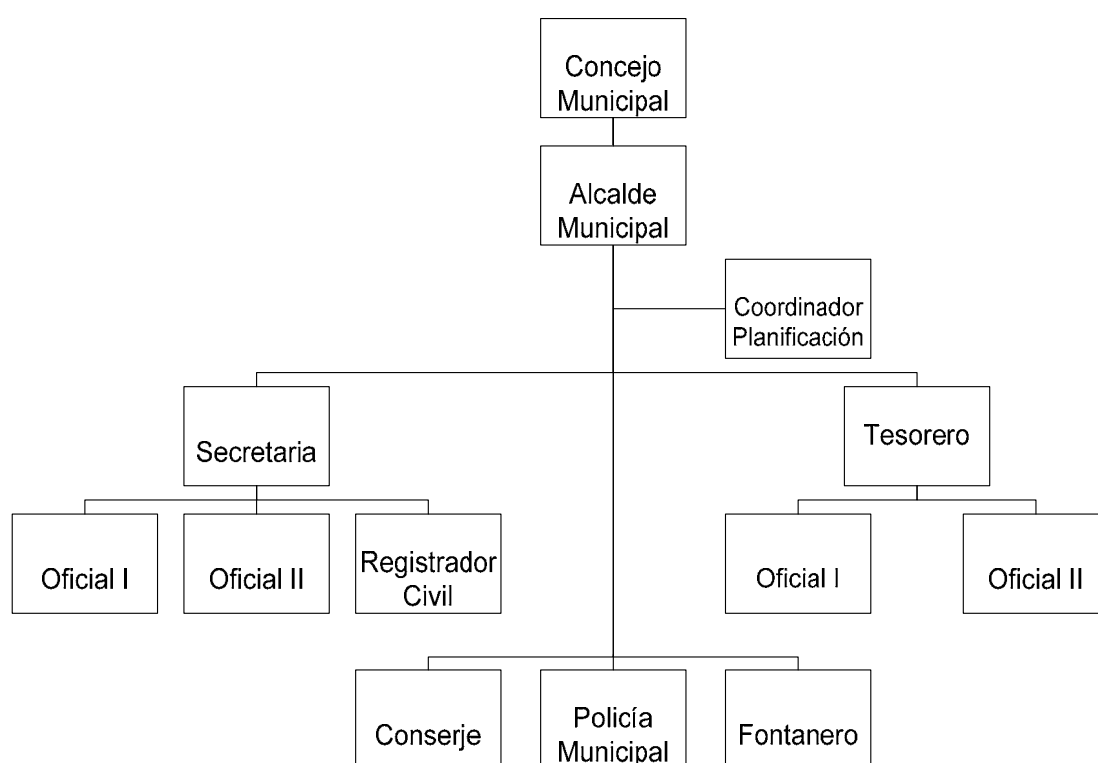 Concejo
Municipal
Alcalde
Municipal
Coordinador
Planificación
Secretaria
Tesorero
Oficial I
Oficial II
Registrador
Civil
Oficial I
Oficial II
Conserje
Policía
Municipal
Fontanero